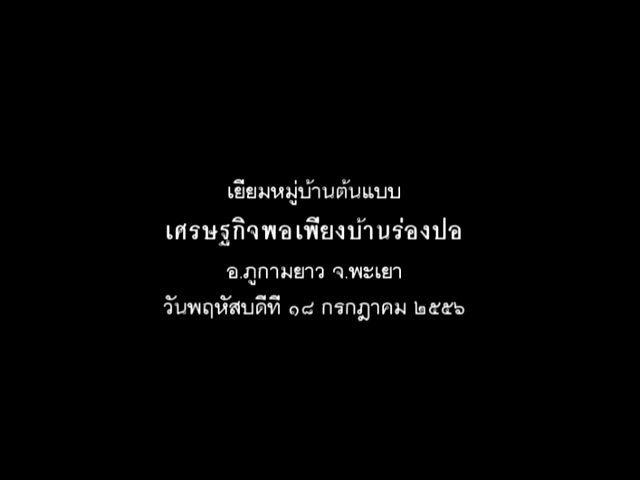 เยี่ยมหมู่บ้านต้นแบบ
เศรษฐกิจพอเพียงบ้านร่องปอ
อ.ภูกามยาว จ.พะเยา
วันพฤหัสบดีที่ ๑๘ กรกฎาคม ๒๕๕๖